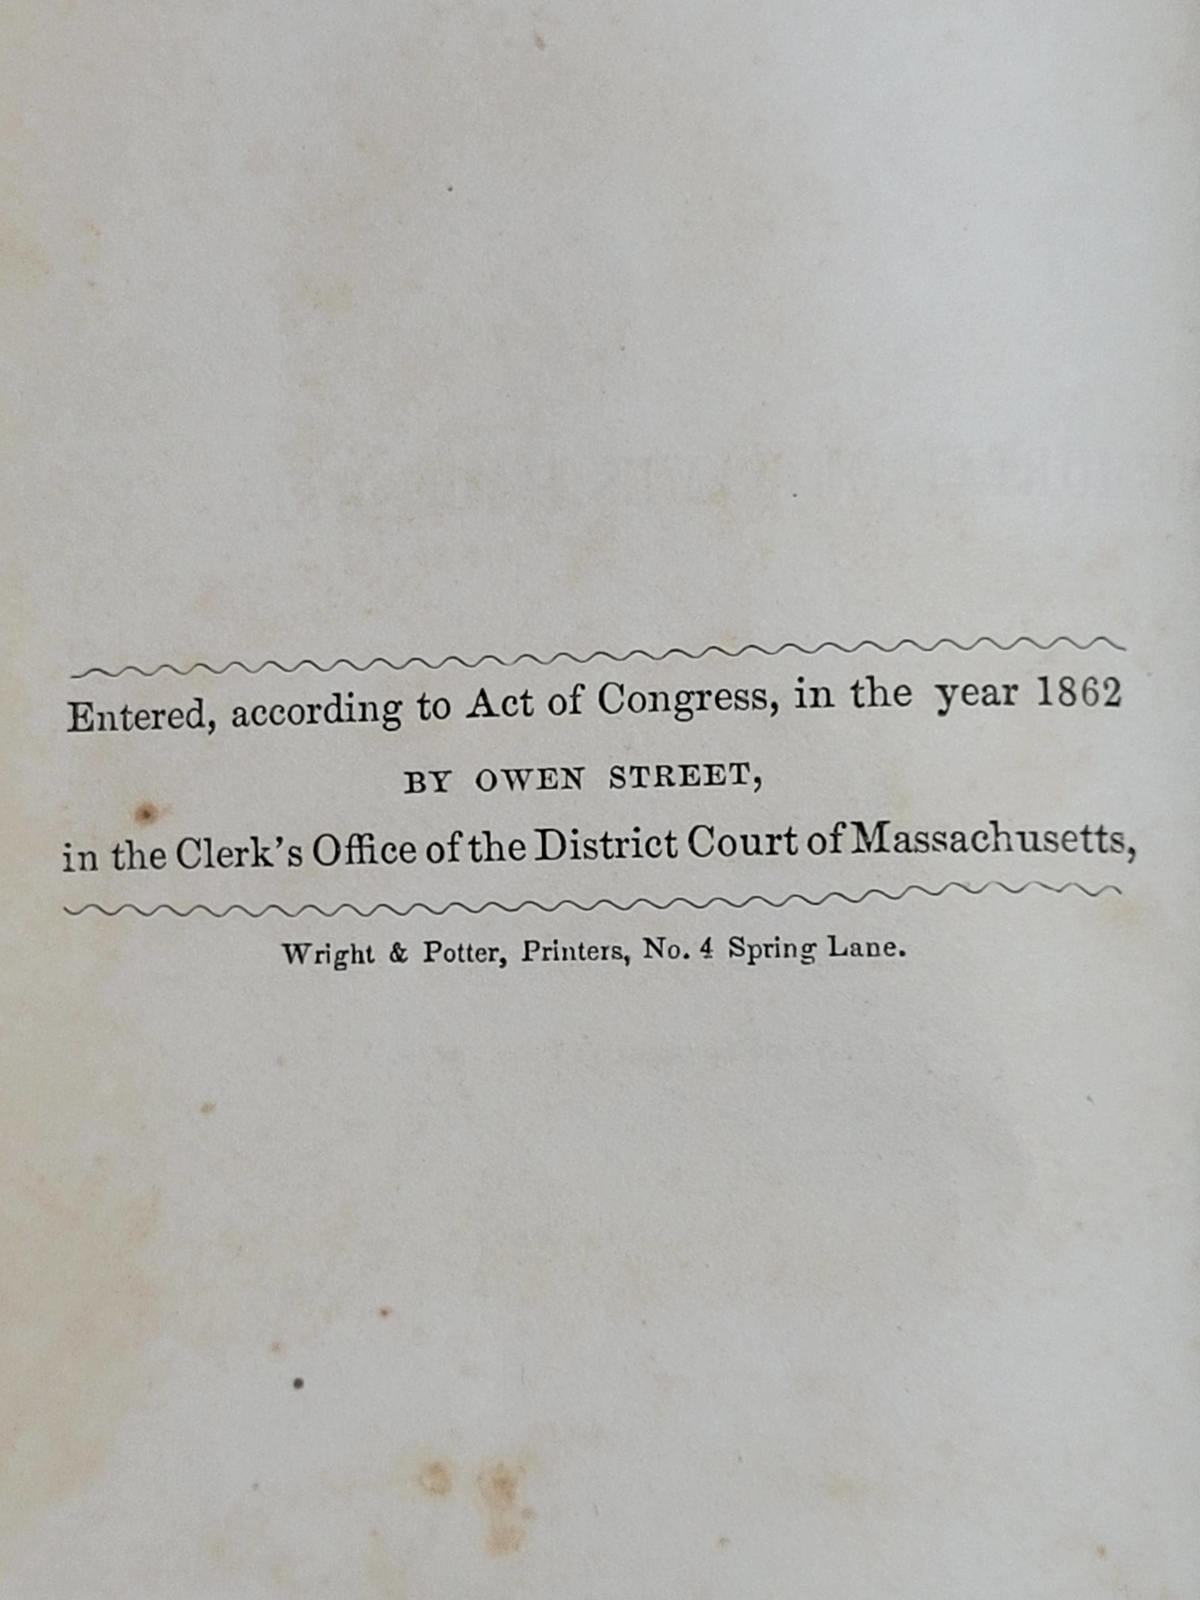 Entered, according to Act of Congress, in the year 1862
BY OWEN STREET,
in the Clerk's Office of the District Court of Massachusetts,
Wright & Potter, Printers, No. 4 Spring Lane.